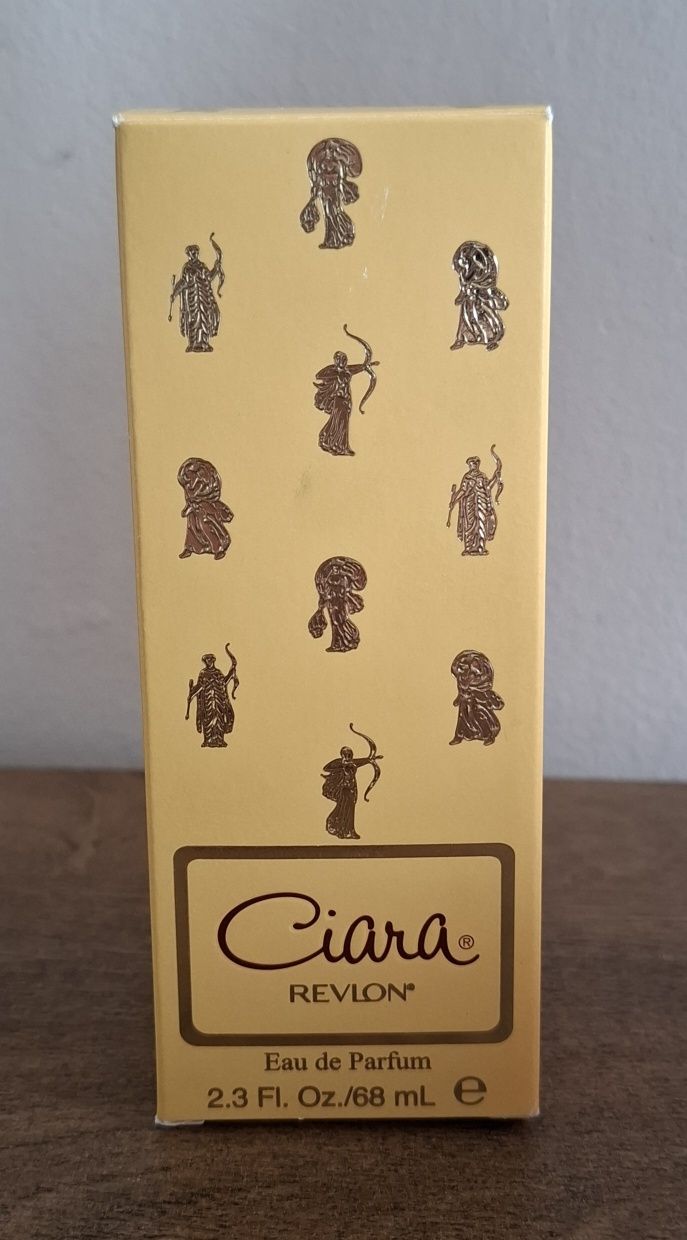 Ciara®
REVLON®
Eau de Parfum
2.3 Fl. Oz./68 mL ℮